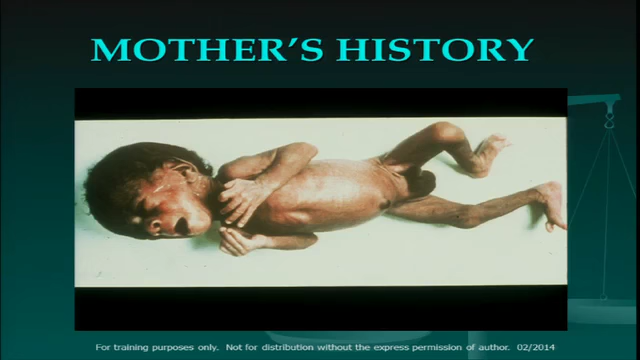 MOTHER'S HISTORY
For training purposes only. Not for distribution without the express permission of author. 02/2014